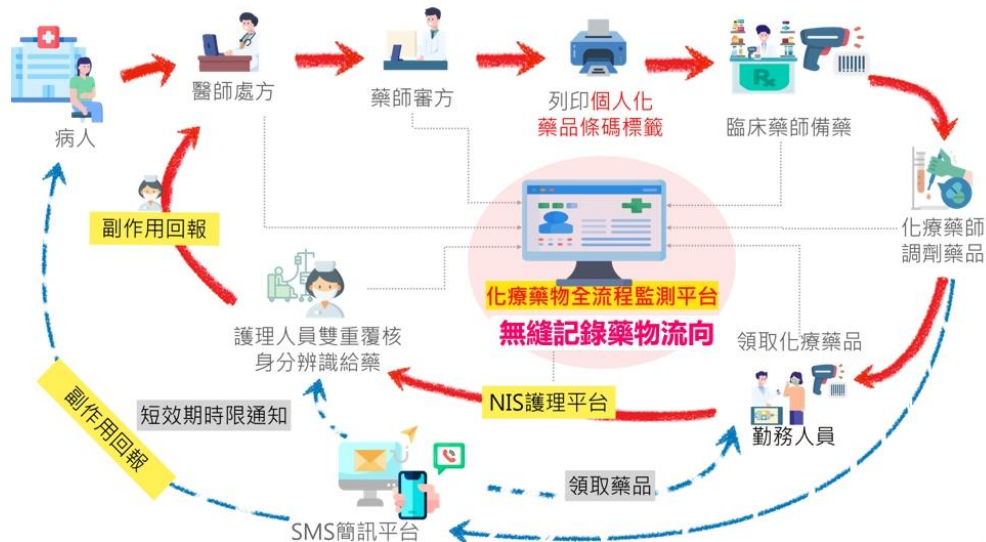 病人
醫師處方
藥師審方
列印個人化
藥品條碼標籤
臨床藥師備藥
化療藥師
調劑藥品
副作用回報
化療藥物全流程監測平台
無縫記錄藥物流向
護理人員雙重覆核
身分辨識給藥
領取化療藥品
勤務人員
NIS護理平台
副作用回報
短效期時限通知
領取藥品
SMS簡訊平台